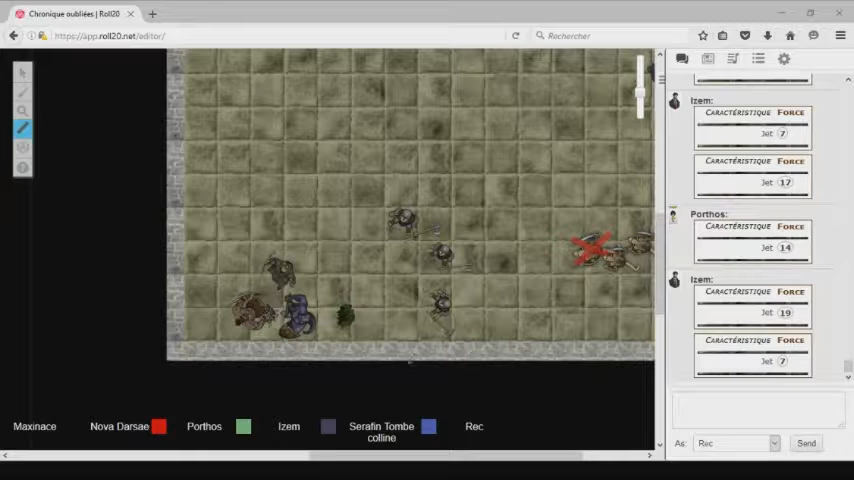 Chronique oubliées | Roll20
https://app.roll20.net/editor/
Rechercher
Izem:
CARACTÉRISTIQUE FORCE
Jet 7
CARACTÉRISTIQUE FORCE
Jet 17
Porthos:
CARACTÉRISTIQUE FORCE
Jet 14
Izem:
CARACTÉRISTIQUE FORCE
Jet 19
CARACTÉRISTIQUE FORCE
Jet 7
As: Rec Send
Maxinace Nova Darsae Porthos Izem Serafin Tombe Rec
colline